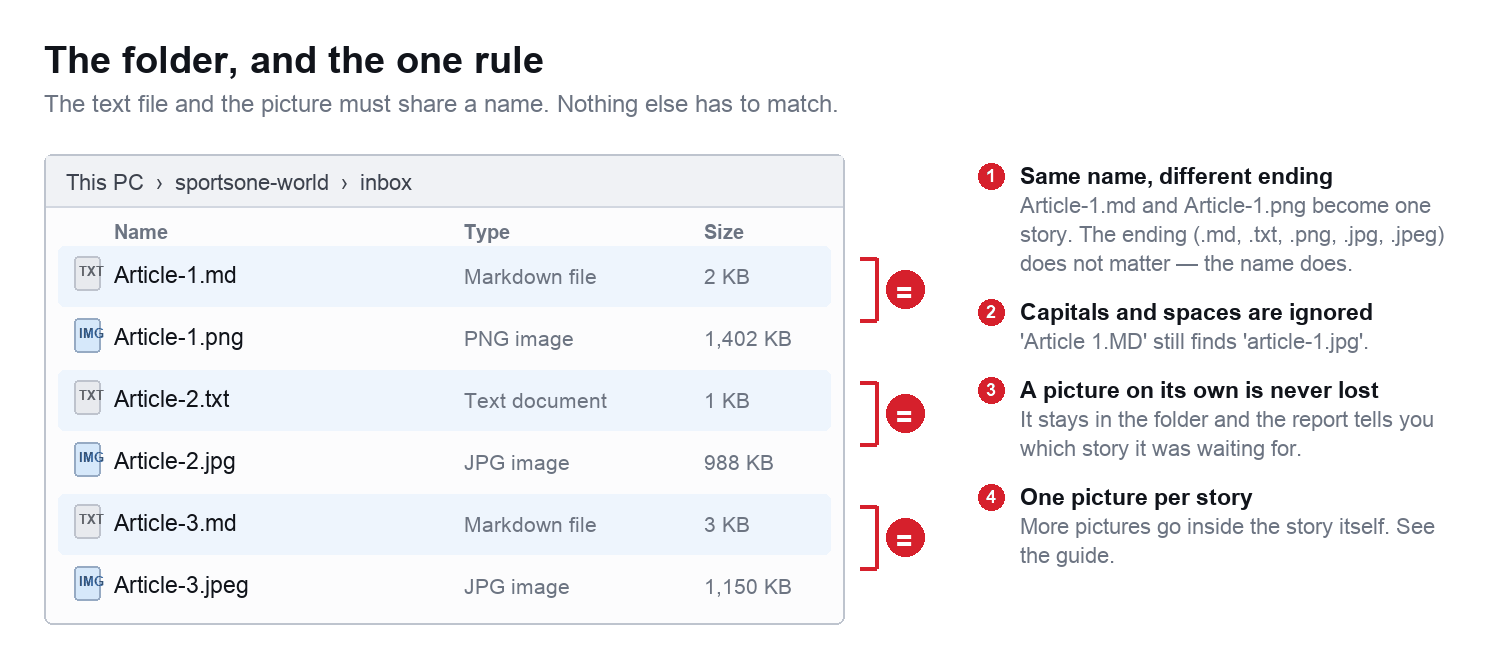 The folder, and the one rule
The text file and the picture must share a name. Nothing else has to match.
This PC › sportsone-world › inbox
Name Type Size
TXT Article-1.md Markdown file 2 KB
IMG Article-1.png PNG image 1,402 KB
TXT Article-2.txt Text document 1 KB
IMG Article-2.jpg JPG image 988 KB
TXT Article-3.md Markdown file 3 KB
IMG Article-3.jpeg JPG image 1,150 KB
=
=
=
1 Same name, different ending
Article-1.md and Article-1.png become one
story. The ending (.md, .txt, .png, .jpg, .jpeg)
does not matter — the name does.
2 Capitals and spaces are ignored
'Article 1.MD' still finds 'article-1.jpg'.
3 A picture on its own is never lost
It stays in the folder and the report tells you
which story it was waiting for.
4 One picture per story
More pictures go inside the story itself. See
the guide.